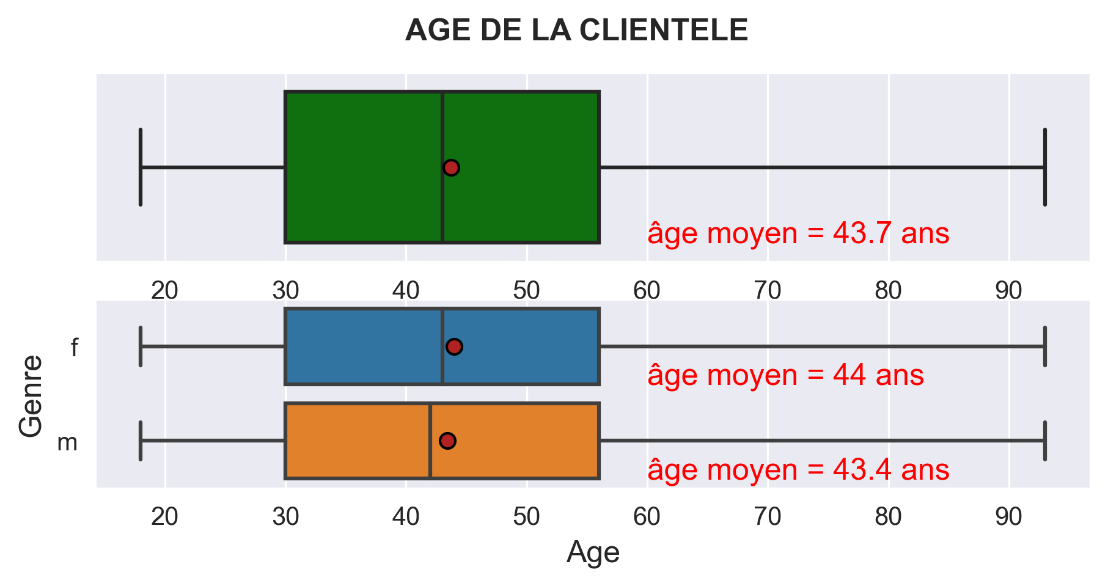 AGE DE LA CLIENTELE
âge moyen = 43.7 ans
20 30 40 50 60 70 80 90
f
âge moyen = 44 ans
Genre
m
âge moyen = 43.4 ans
20 30 40 50 60 70 80 90
Age